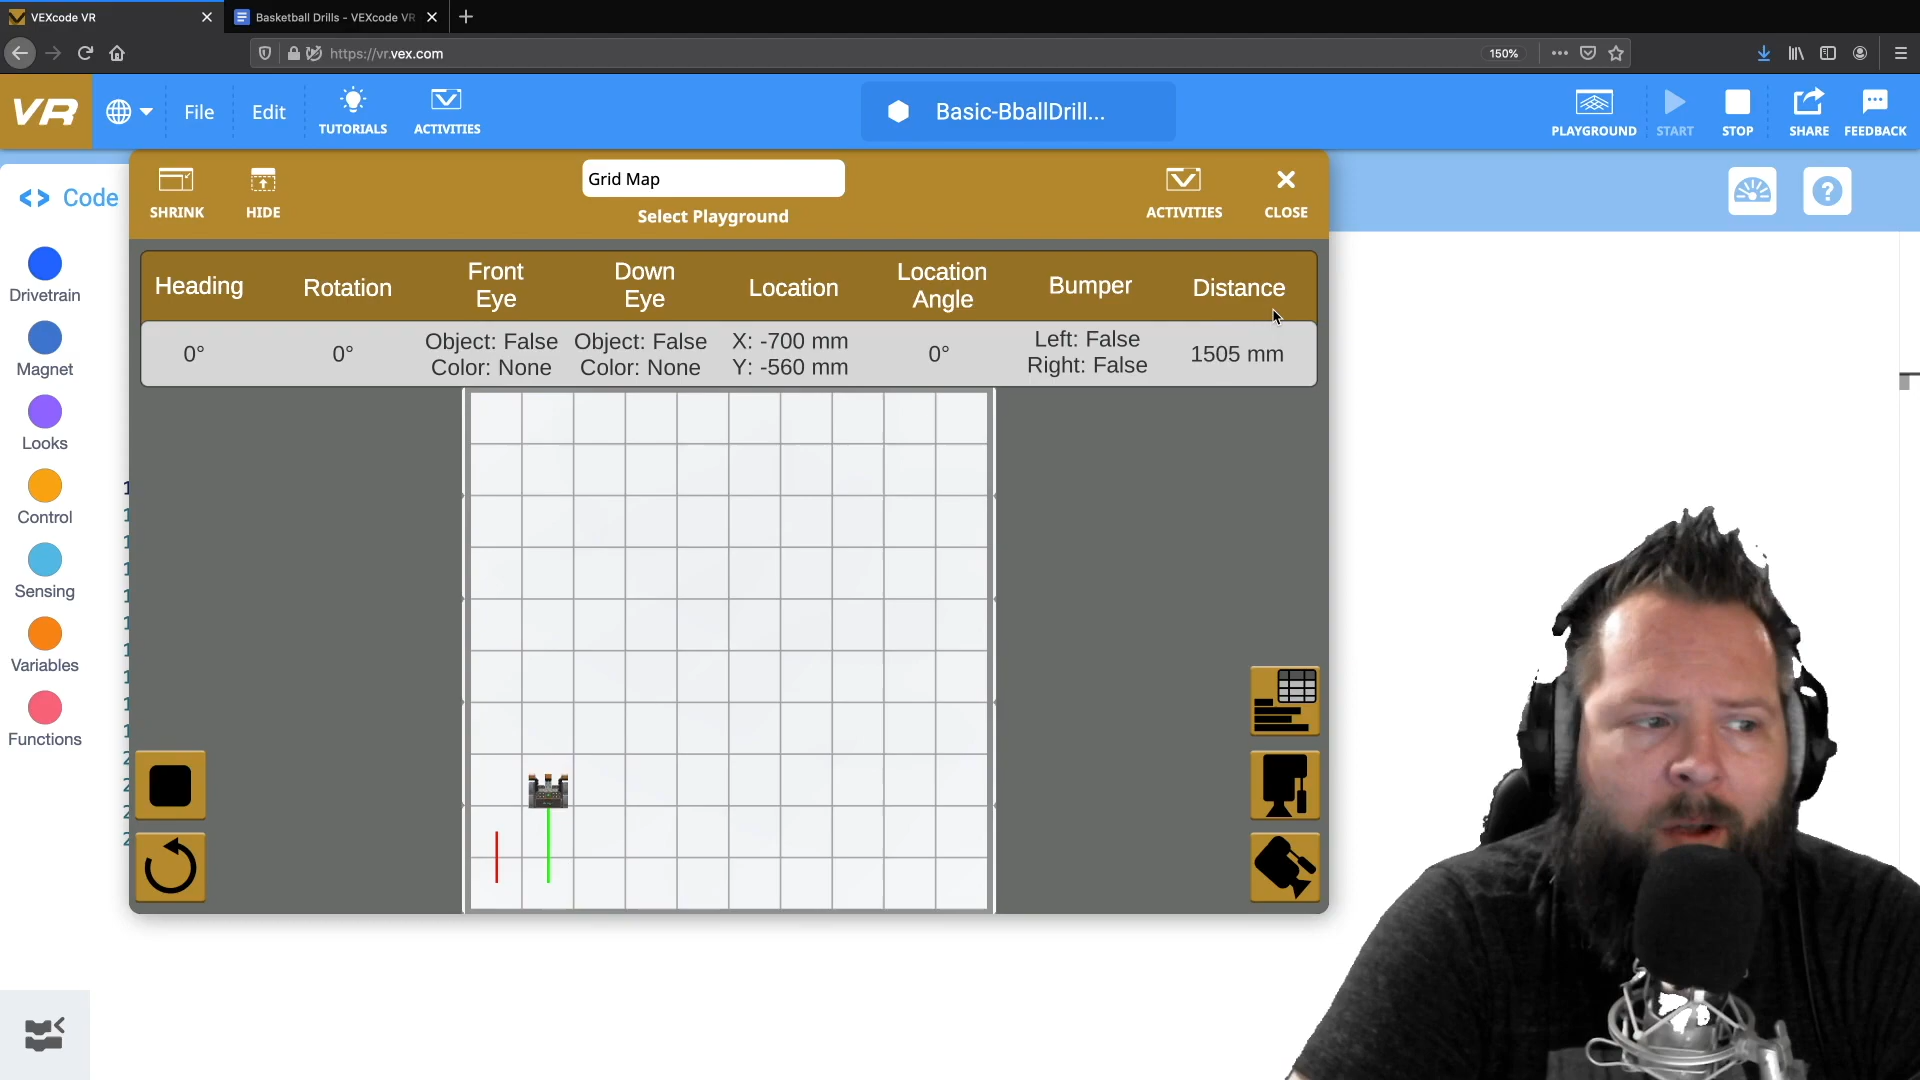 VEXcode VR
Basketball Drills - VEXcode VR
https://vr.vex.com
150%
VR
File
Edit
TUTORIALS
ACTIVITIES
Basic-BballDrill...
PLAYGROUND
START
STOP
SHARE
FEEDBACK
<> Code
SHRINK
HIDE
Grid Map
Select Playground
ACTIVITIES
CLOSE
Heading
Rotation
Front
Eye
Down
Eye
Location
Location
Angle
Bumper
Distance
0°
0°
Object: False
Color: None
Object: False
Color: None
X: -700 mm
Y: -560 mm
0°
Left: False
Right: False
1505 mm
Drivetrain
Magnet
Looks
Control
Sensing
Variables
Functions